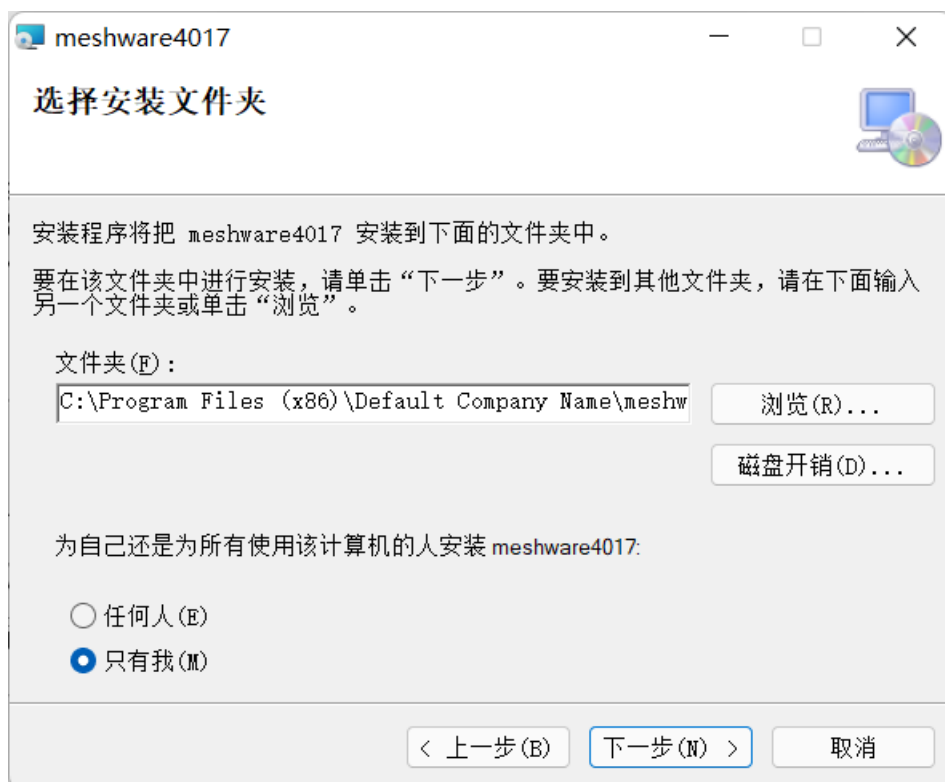 meshware4017
选择安装文件夹
安装程序将把 meshware4017 安装到下面的文件夹中。
要在该文件夹中进行安装，请单击“下一步”。要安装到其他文件夹，请在下面输入
另一个文件夹或单击“浏览”。
文件夹(F)：
C:\Program Files (x86)\Default Company Name\meshw
浏览(R)...
磁盘开销(D)...
为自己还是为所有使用该计算机的人安装 meshware4017:
任何人(E)
只有我(M)
< 上一步(B) 下一步(N) > 取消